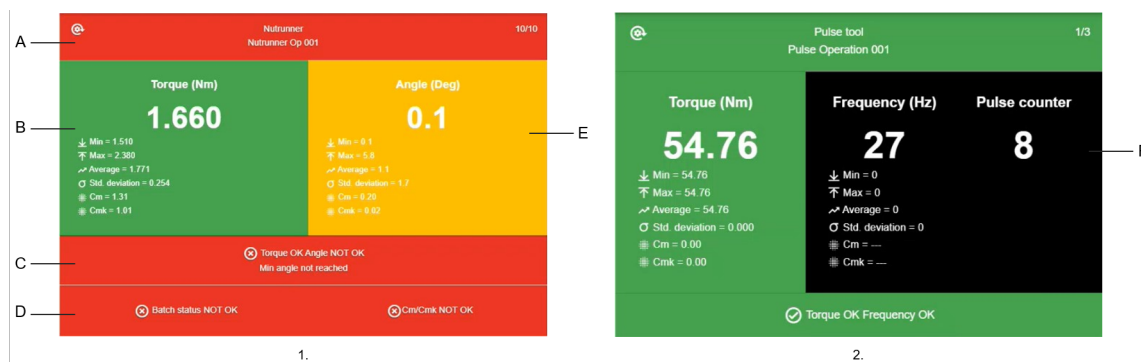 A
Nutrunner
10/10
Nutrunner Op 001
B
Torque (Nm)
1.660
Min = 1.510
Max = 2.380
Average = 1.771
Std. deviation = 0.254
Cm = 1.31
Cmk = 1.01
Angle (Deg)
0.1
Min = 0.1
Max = 5.8
Average = 1.1
Std. deviation = 1.7
Cm = 0.20
Cmk = 0.02
E
C
Torque OK Angle NOT OK
Min angle not reached
D
Batch status NOT OK
Cm/Cmk NOT OK
1.
Pulse tool
1/3
Pulse Operation 001
Torque (Nm)
54.76
Min = 54.76
Max = 54.76
Average = 54.76
σ Std. deviation = 0.000
Cm = 0.00
Cmk = 0.00
Frequency (Hz)
27
Min = 0
Max = 0
Average = 0
σ Std. deviation = 0
Cm = ---
Cmk = ---
Pulse counter
8
Torque OK Frequency OK
2.